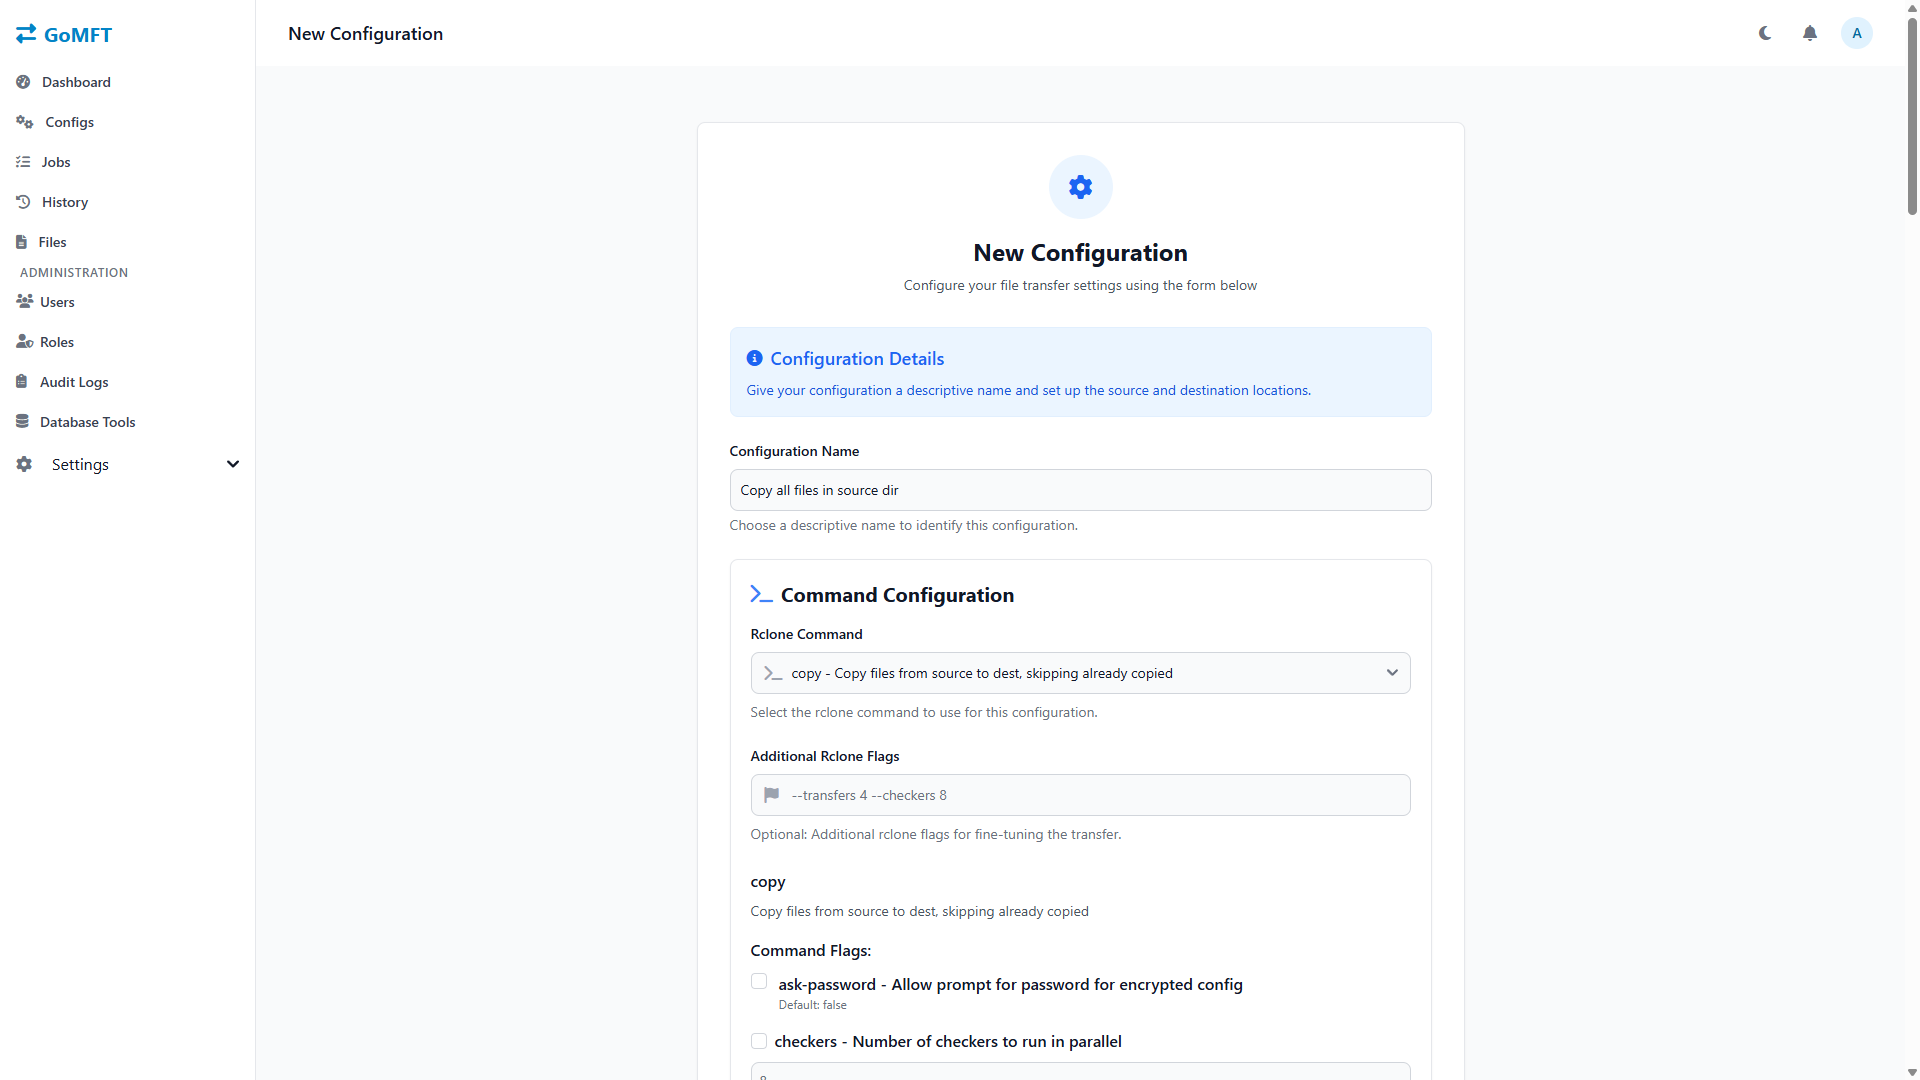 GoMFT
New Configuration
A
Dashboard
Configs
Jobs
History
Files
ADMINISTRATION
Users
Roles
Audit Logs
Database Tools
Settings
New Configuration
Configure your file transfer settings using the form below
Configuration Details
Give your configuration a descriptive name and set up the source and destination locations.
Configuration Name
Copy all files in source dir
Choose a descriptive name to identify this configuration.
Command Configuration
Rclone Command
copy - Copy files from source to dest, skipping already copied
Select the rclone command to use for this configuration.
Additional Rclone Flags
--transfers 4 --checkers 8
Optional: Additional rclone flags for fine-tuning the transfer.
copy
Copy files from source to dest, skipping already copied
Command Flags:
ask-password - Allow prompt for password for encrypted config
Default: false
checkers - Number of checkers to run in parallel